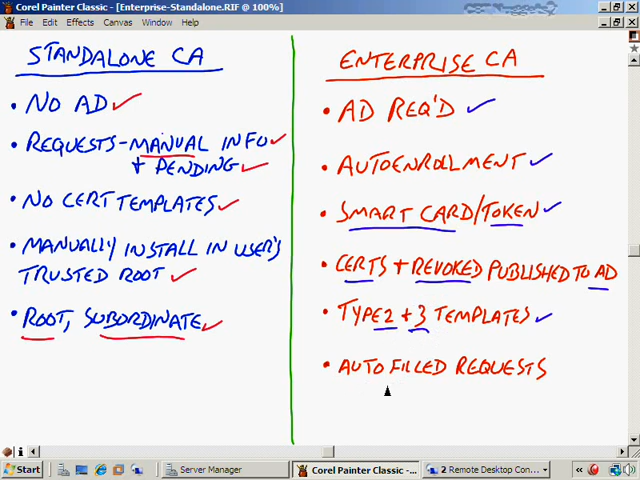 Corel Painter Classic - [Enterprise-Standalone.RIF @ 100%]
File Edit Effects Canvas Window Help
STANDALONE CA
• NO AD
• REQUESTS-MANUAL INFO
+ PENDING
• NO CERT TEMPLATES
• MANUALLY INSTALL IN USER'S
TRUSTED ROOT
• ROOT, SUBORDINATE
ENTERPRISE CA
• AD REQ'D
• AUTOENROLLMENT
• SMART CARD/TOKEN
• CERTS + REVOKED PUBLISHED TO AD
• TYPE 2 + 3 TEMPLATES
• AUTO FILLED REQUESTS
Start Server Manager Corel Painter Classic -... 2 Remote Desktop Con...